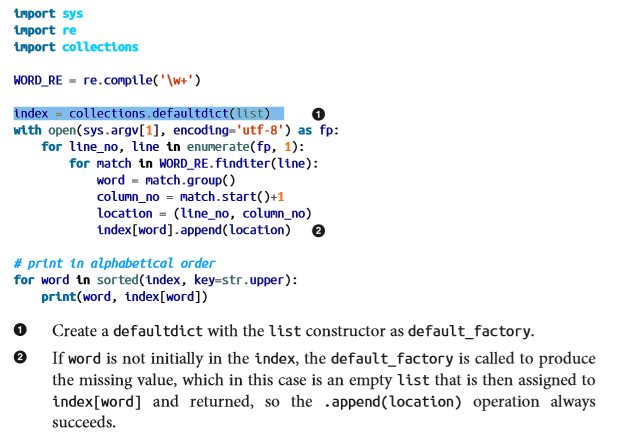 import sys
import re
import collections
WORD_RE = re.compile('\w+')
index = collections.defaultdict(list) ❶
with open(sys.argv[1], encoding='utf-8') as fp:
    for line_no, line in enumerate(fp, 1):
        for match in WORD_RE.finditer(line):
            word = match.group()
            column_no = match.start()+1
            location = (line_no, column_no)
            index[word].append(location) ❷
# print in alphabetical order
for word in sorted(index, key=str.upper):
    print(word, index[word])
❶ Create a defaultdict with the list constructor as default_factory.
❷ If word is not initially in the index, the default_factory is called to produce
the missing value, which in this case is an empty list that is then assigned to
index[word] and returned, so the .append(location) operation always
succeeds.